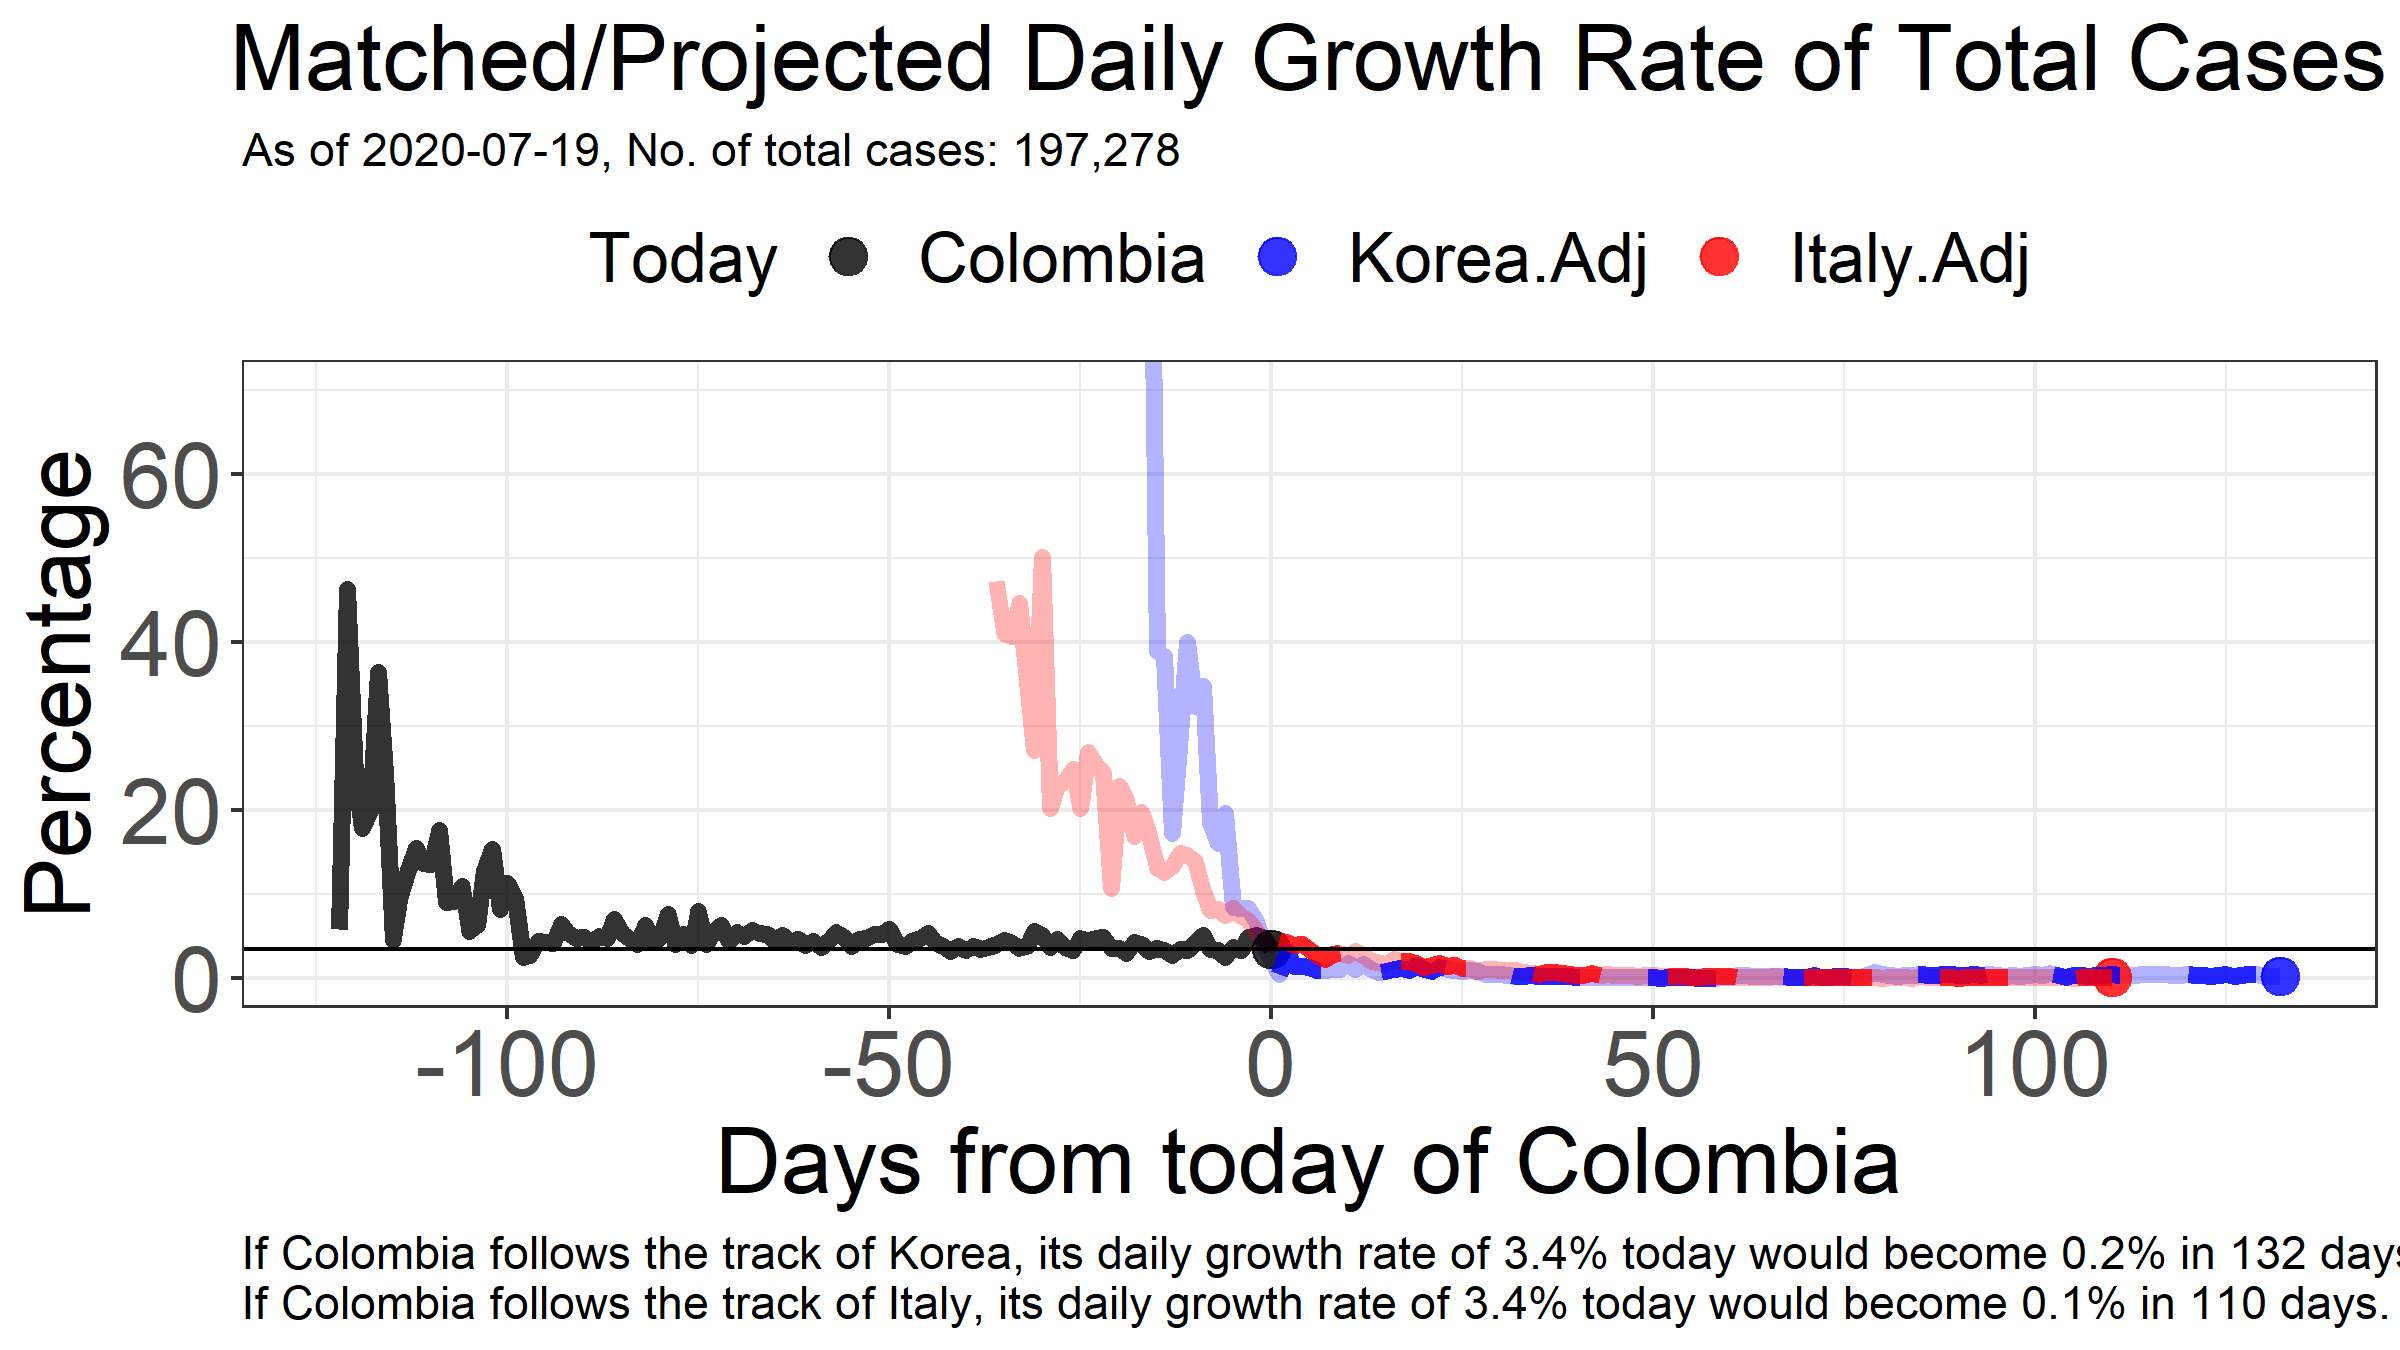 Matched/Projected Daily Growth Rate of Total Cases
As of 2020-07-19, No. of total cases: 197,278
Today Colombia Korea.Adj Italy.Adj
Percentage
60
40
20
0
-100 -50 0 50 100
Days from today of Colombia
If Colombia follows the track of Korea, its daily growth rate of 3.4% today would become 0.2% in 132 days
If Colombia follows the track of Italy, its daily growth rate of 3.4% today would become 0.1% in 110 days.